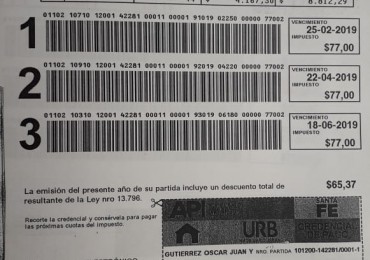 8.812,29
01102 10710 12001 42281 00011 00001 91019 02250 00000 77002
1
VENCIMIENTO
25-02-2019
IMPUESTO
$77,00
01102 10910 12001 42281 00011 00001 92019 04220 00000 77002
2
VENCIMIENTO
22-04-2019
IMPUESTO
$77,00
01102 10310 12001 42281 00011 00001 93019 06180 00000 77002
3
VENCIMIENTO
18-06-2019
IMPUESTO
$77,00
La emisión del presente año de su partida incluye un descuento total de $65,37
resultante de la Ley nro 13.796.
Recorte la credencial y consérvela para pagar
las próximas cuotas del impuesto.
API
SANTA
FE
URB
CREDENCIAL
GUTIERREZ OSCAR JUAN Y NRO. PARTIDA 101200-142281/0001-1